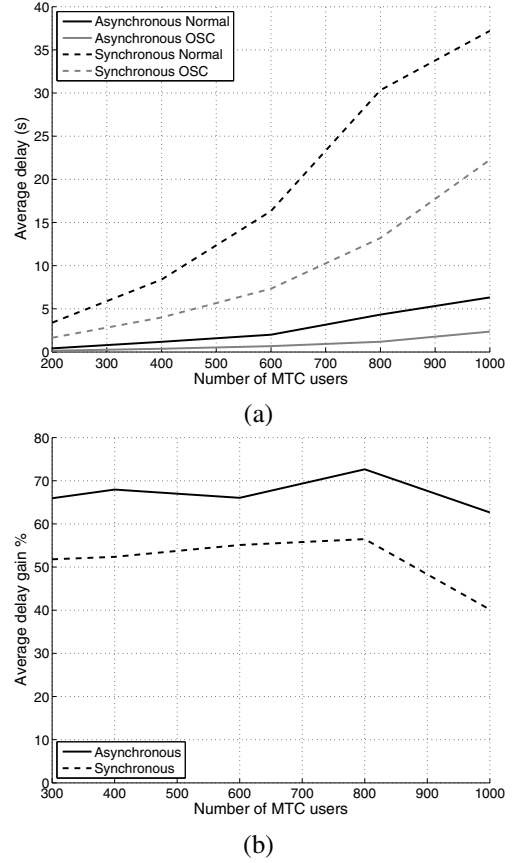 40
35
30
25
20
15
10
5
0
Average delay (s)
Asynchronous Normal
Asynchronous OSC
Synchronous Normal
Synchronous OSC
200 300 400 500 600 700 800 900 1000
Number of MTC users
(a)
80
70
60
50
40
30
20
10
0
Average delay gain %
Asynchronous
Synchronous
300 400 500 600 700 800 900 1000
Number of MTC users
(b)